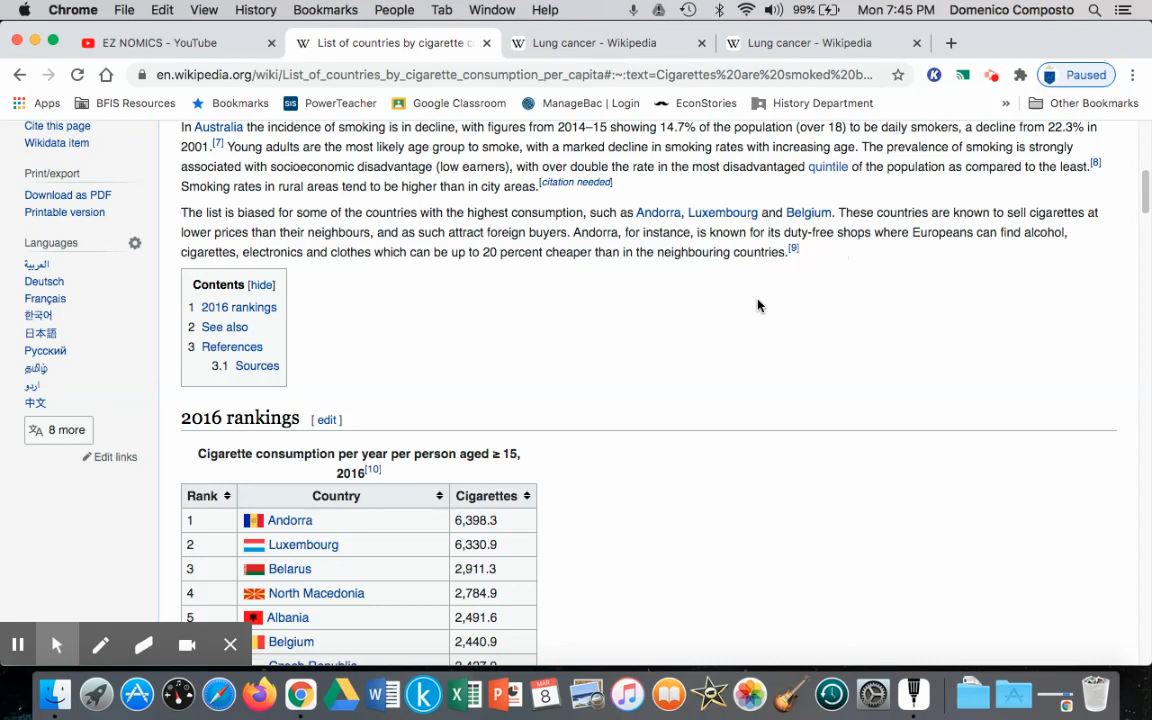 Chrome File Edit View History Bookmarks People Tab Window Help 99% Mon 7:45 PM Domenico Composto
EZ NOMICS - YouTube List of countries by cigarette c Lung cancer - Wikipedia Lung cancer - Wikipedia
en.wikipedia.org/wiki/List_of_countries_by_cigarette_consumption_per_capita#:~:text=Cigarettes%20are%20smoked%20b... Paused
Apps BFIS Resources Bookmarks PowerTeacher Google Classroom ManageBac | Login EconStories History Department » Other Bookmarks
Cite this page
Wikidata item
Print/export
Download as PDF
Printable version
Languages
العربية
Deutsch
Français
한국어
日本語
Русский
தமிழ்
اردو
中文
8 more
Edit links
In Australia the incidence of smoking is in decline, with figures from 2014–15 showing 14.7% of the population (over 18) to be daily smokers, a decline from 22.3% in
2001.[7] Young adults are the most likely age group to smoke, with a marked decline in smoking rates with increasing age. The prevalence of smoking is strongly
associated with socioeconomic disadvantage (low earners), with over double the rate in the most disadvantaged quintile of the population as compared to the least.[8]
Smoking rates in rural areas tend to be higher than in city areas.[citation needed]
The list is biased for some of the countries with the highest consumption, such as Andorra, Luxembourg and Belgium. These countries are known to sell cigarettes at
lower prices than their neighbours, and as such attract foreign buyers. Andorra, for instance, is known for its duty-free shops where Europeans can find alcohol,
cigarettes, electronics and clothes which can be up to 20 percent cheaper than in the neighbouring countries.[9]
Contents [hide]
1 2016 rankings
2 See also
3 References
3.1 Sources
2016 rankings [ edit ]
Cigarette consumption per year per person aged ≥ 15,
2016[10]
Rank Country Cigarettes
1 Andorra 6,398.3
2 Luxembourg 6,330.9
3 Belarus 2,911.3
4 North Macedonia 2,784.9
5 Albania 2,491.6
Belgium 2,440.9
Czech Republic 2,427.9